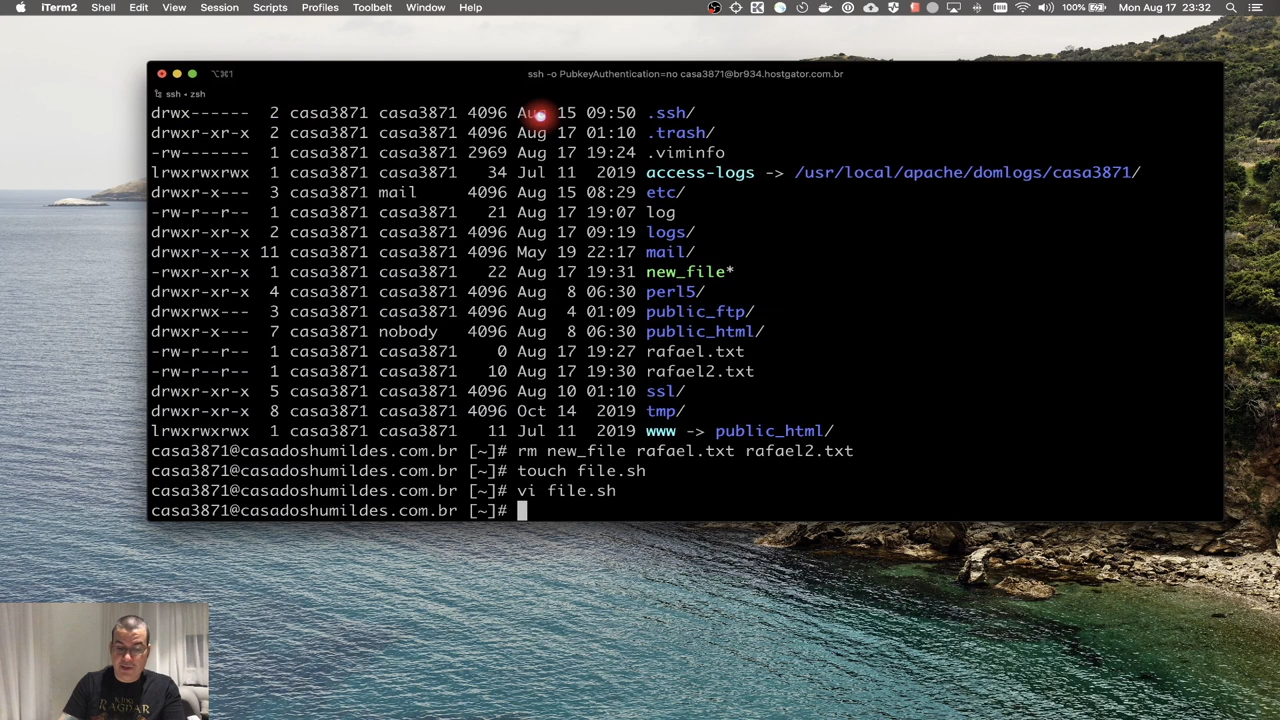 iTerm2 Shell Edit View Session Scripts Profiles Toolbelt Window Help 100% Mon Aug 17 23:32
⌥⌘1 ssh -o PubkeyAuthentication=no casa3871@br934.hostgator.com.br
ssh • zsh
drwx------ 2 casa3871 casa3871 4096 Aug 15 09:50 .ssh/
drwxr-xr-x 2 casa3871 casa3871 4096 Aug 17 01:10 .trash/
-rw------- 1 casa3871 casa3871 2969 Aug 17 19:24 .viminfo
lrwxrwxrwx 1 casa3871 casa3871 34 Jul 11 2019 access-logs -> /usr/local/apache/domlogs/casa3871/
drwxr-x--- 3 casa3871 mail 4096 Aug 15 08:29 etc/
-rw-r--r-- 1 casa3871 casa3871 21 Aug 17 19:07 log
drwxr-xr-x 2 casa3871 casa3871 4096 Aug 17 09:19 logs/
drwxr-x--x 11 casa3871 casa3871 4096 May 19 22:17 mail/
-rwxr-xr-x 1 casa3871 casa3871 22 Aug 17 19:31 new_file*
drwxr-xr-x 4 casa3871 casa3871 4096 Aug 8 06:30 perl5/
drwxrwx--- 3 casa3871 casa3871 4096 Aug 4 01:09 public_ftp/
drwxr-x--- 7 casa3871 nobody 4096 Aug 8 06:30 public_html/
-rw-r--r-- 1 casa3871 casa3871 0 Aug 17 19:27 rafael.txt
-rw-r--r-- 1 casa3871 casa3871 10 Aug 17 19:30 rafael2.txt
drwxr-xr-x 5 casa3871 casa3871 4096 Aug 10 01:10 ssl/
drwxr-xr-x 8 casa3871 casa3871 4096 Oct 14 2019 tmp/
lrwxrwxrwx 1 casa3871 casa3871 11 Jul 11 2019 www -> public_html/
casa3871@casadoshumildes.com.br [~]# rm new_file rafael.txt rafael2.txt
casa3871@casadoshumildes.com.br [~]# touch file.sh
casa3871@casadoshumildes.com.br [~]# vi file.sh
casa3871@casadoshumildes.com.br [~]#
KING
RAGNAR